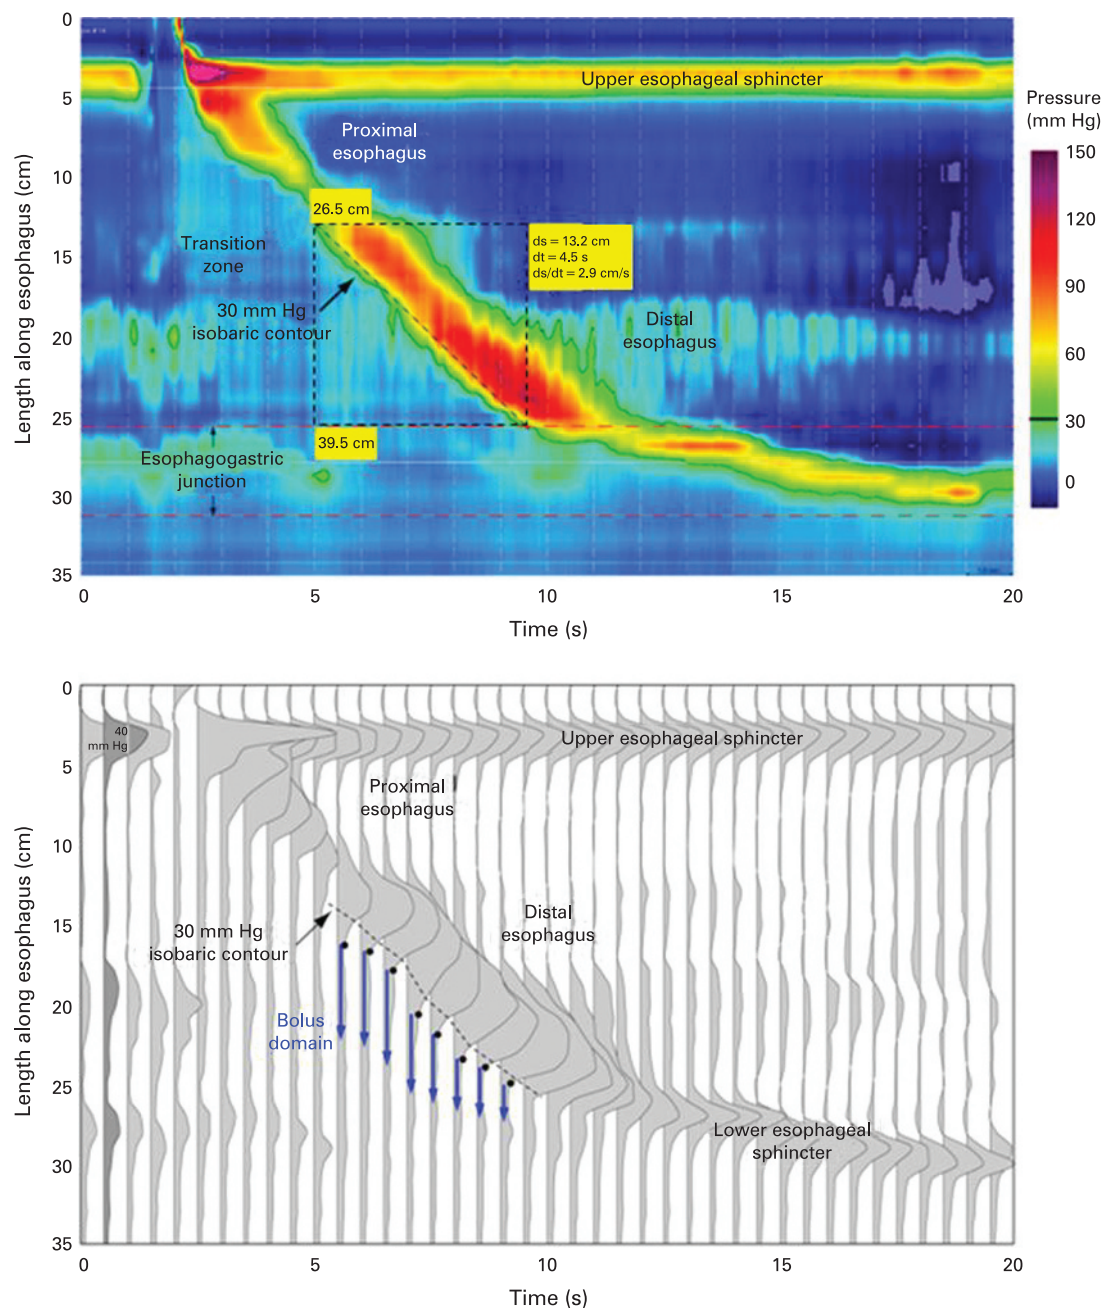 0
5
10
15
20
25
30
35
Length along esophagus (cm)
Upper esophageal sphincter
Proximal
esophagus
26.5 cm
ds = 13.2 cm
dt = 4.5 s
ds/dt = 2.9 cm/s
Transition
zone
30 mm Hg
isobaric contour
Distal
esophagus
39.5 cm
Esophagogastric
junction
0
5
10
15
20
Time (s)
Pressure
(mm Hg)
150
120
90
60
30
0
0
5
10
15
20
25
30
35
Length along esophagus (cm)
40
mm Hg
Upper esophageal sphincter
Proximal
esophagus
Distal
esophagus
30 mm Hg
isobaric contour
Bolus
domain
Lower esophageal
sphincter
0
5
10
15
20
Time (s)